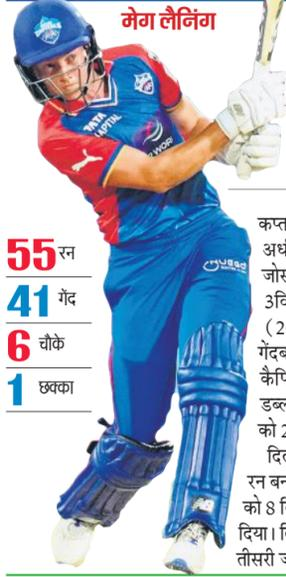 मेग लैनिंग
TATA
CAPITAL
55 रन
41 गेंद
6 चौके
1 छक्का
कप्त
अर्ध
जोस
3वि
(2
गेंदब
कैपि
डब्ल
को 2
दिल
रन बन
को 8 वि
दिया। दि
तीसरी ज